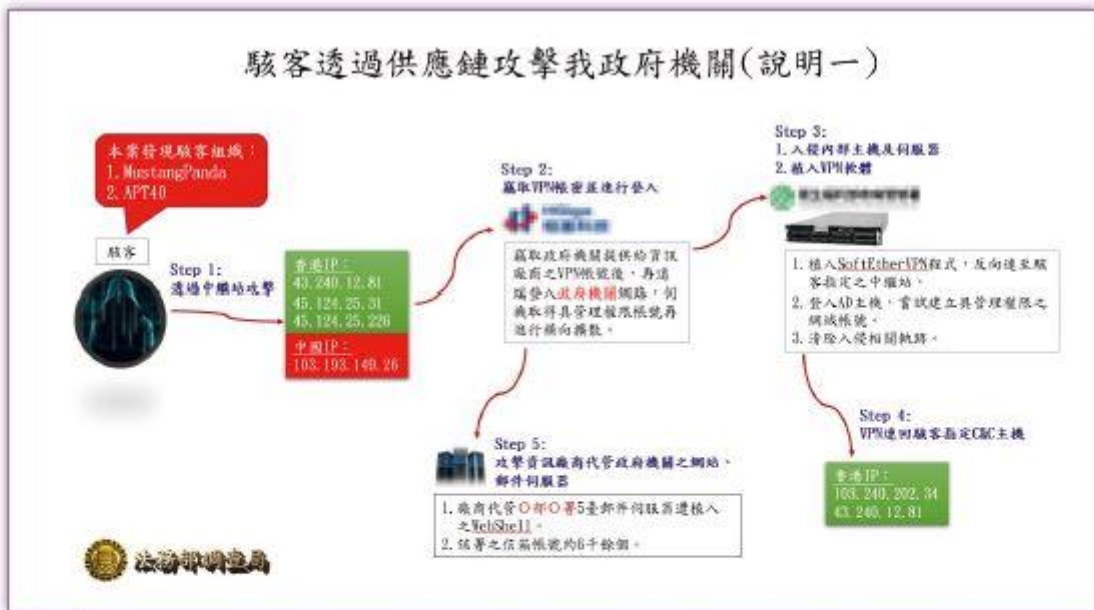 駭客透過供應鏈攻擊我政府機關(說明一)
本案發現駭客組織：
1.MustangPanda
2.APT40
駭客
Step 1:
透過中繼站攻擊
香港IP：
43.240.12.81
45.124.25.31
45.124.25.226
中國IP：
103.193.149.26
Step 2:
竊取VPN帳密並進行登入
竊取政府機關提供給資訊
廠商之VPN帳號後，再遠
端登入政府機關網路，伺
機取得具管理權限帳號再
進行橫向擴散。
Step 3:
1.入侵內部主機及伺服器
2.植入VPN軟體
1.植入SoftEtherVPN程式，反向連至駭
客指定之中繼站。
2.登入AD主機，嘗試建立具管理權限之
網域帳號。
3.清除入侵相關軌跡。
Step 4:
VPN連回駭客指定C&C主機
香港IP：
103.240.202.34
43.240.12.81
Step 5:
攻擊資訊廠商代管政府機關之網站、
郵件伺服器
1.廠商代管○部○署5臺郵件伺服器遭植入
之WebShell。
2.該署之信箱帳號約6千餘個。
法務部調查局